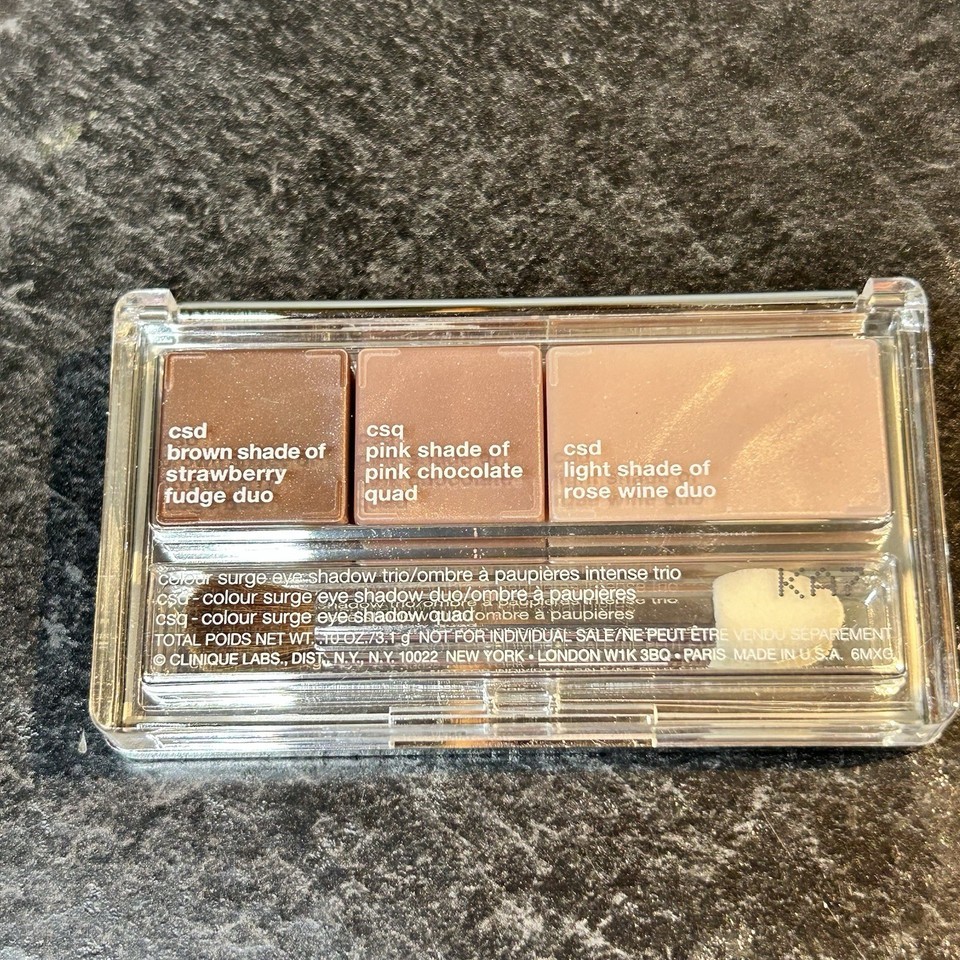 csd
brown shade of
strawberry
fudge duo
csq
pink shade of
pink chocolate
quad
csd
light shade of
rose wine duo
colour surge eye shadow trio/ombre à paupières intense trio
csd - colour surge eye shadow duo/ombre à paupières
csq - colour surge eye shadow quad/ombre à paupières
TOTAL POIDS NET WT. .10 OZ./3.1 g NOT FOR INDIVIDUAL SALE/NE PEUT ÊTRE VENDU SÉPARÉMENT
© CLINIQUE LABS., DIST., N.Y., N.Y. 10022 NEW YORK • LONDON W1K 3BQ • PARIS MADE IN U.S.A. 6MXG